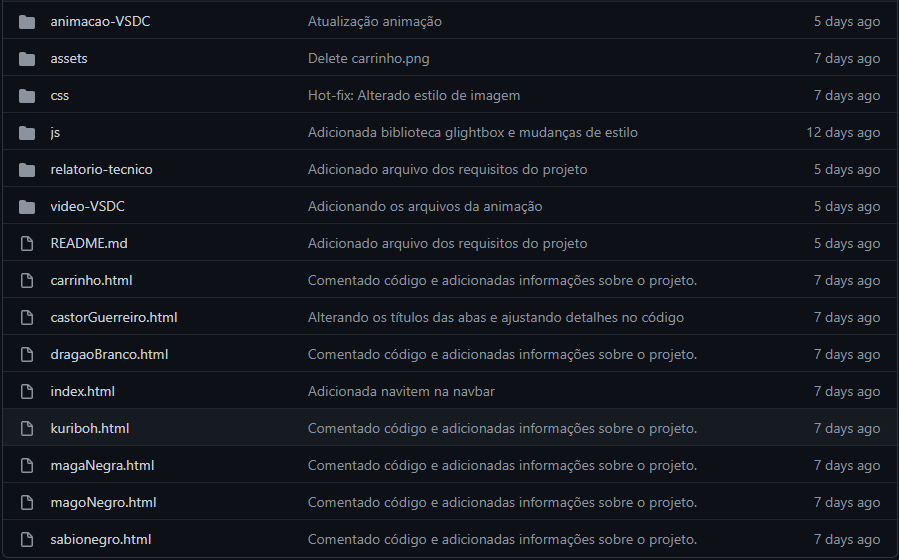 animacao-VSDC Atualização animação 5 days ago
assets Delete carrinho.png 7 days ago
css Hot-fix: Alterado estilo de imagem 7 days ago
js Adicionada biblioteca glightbox e mudanças de estilo 12 days ago
relatorio-tecnico Adicionado arquivo dos requisitos do projeto 5 days ago
video-VSDC Adicionando os arquivos da animação 5 days ago
README.md Adicionado arquivo dos requisitos do projeto 5 days ago
carrinho.html Comentado código e adicionadas informações sobre o projeto. 7 days ago
castorGuerreiro.html Alterando os títulos das abas e ajustando detalhes no código 7 days ago
dragaoBranco.html Comentado código e adicionadas informações sobre o projeto. 7 days ago
index.html Adicionada navitem na navbar 7 days ago
kuriboh.html Comentado código e adicionadas informações sobre o projeto. 7 days ago
magaNegra.html Comentado código e adicionadas informações sobre o projeto. 7 days ago
magoNegro.html Comentado código e adicionadas informações sobre o projeto. 7 days ago
sabionegro.html Comentado código e adicionadas informações sobre o projeto. 7 days ago